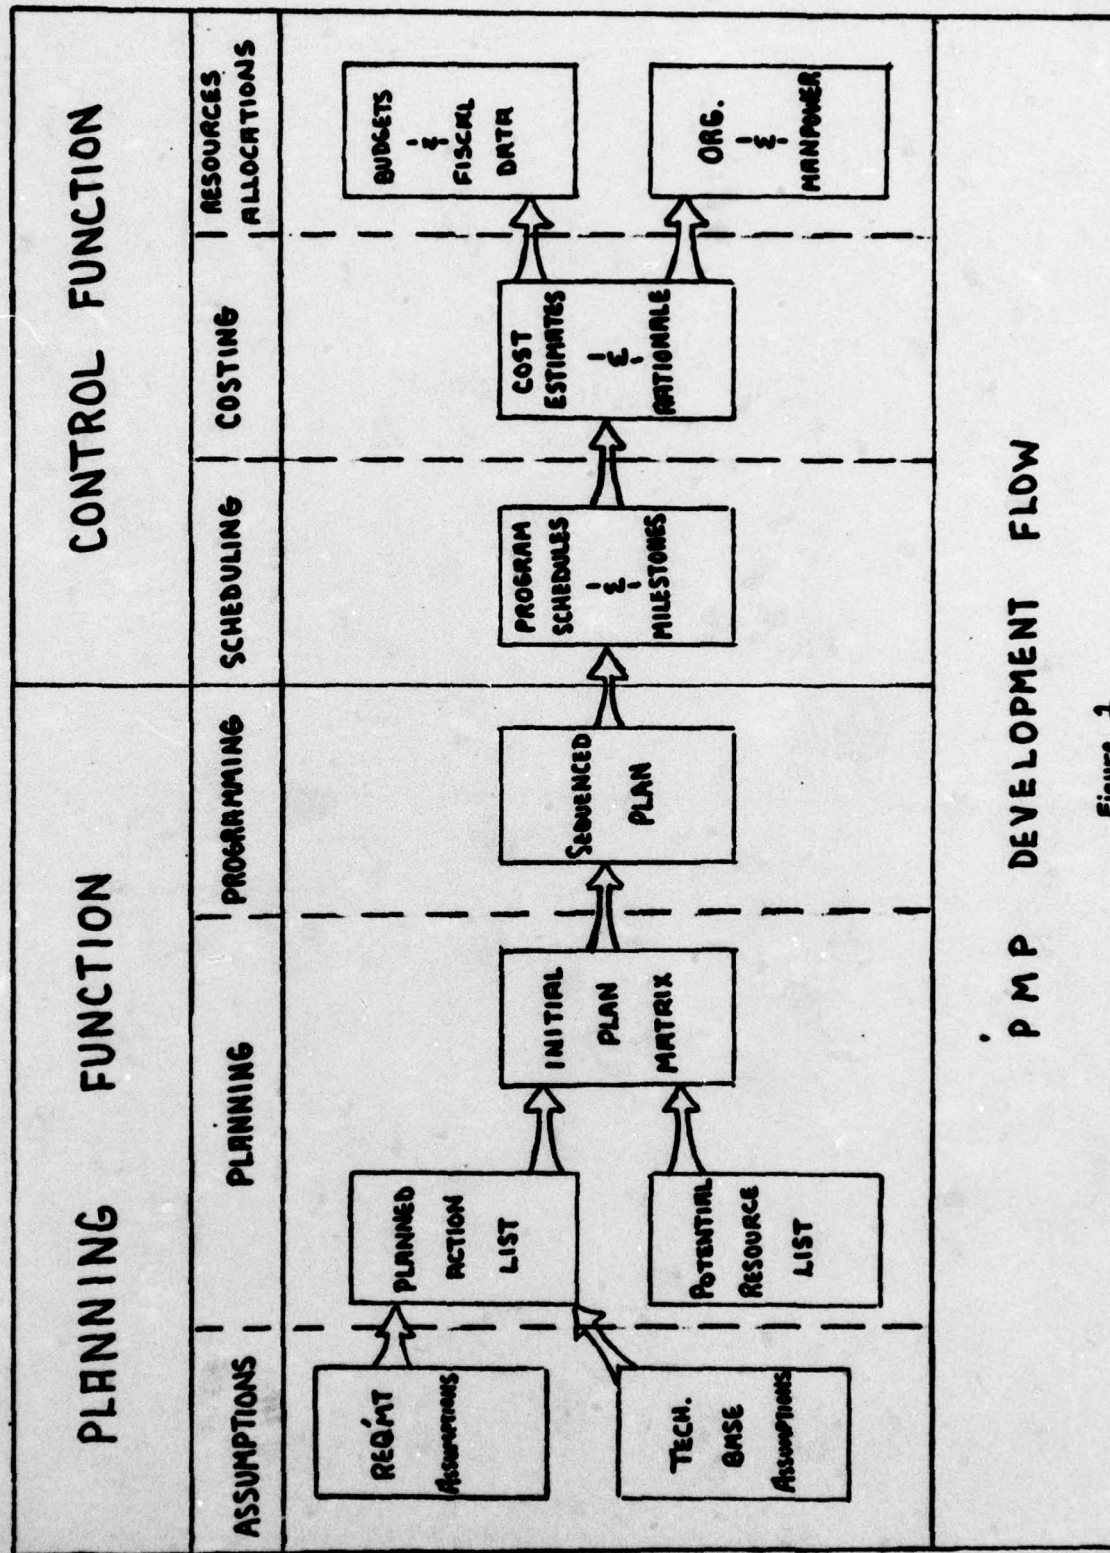 PLANNING FUNCTION
CONTROL FUNCTION
ASSUMPTIONS
PLANNING
PROGRAMMING
SCHEDULING
COSTING
RESOURCES
ALLOCATIONS
REQ'MT
ASSUMPTIONS
TECH.
BASE
ASSUMPTIONS
PLANNED
ACTION
LIST
POTENTIAL
RESOURCE
LIST
INITIAL
PLAN
MATRIX
SEQUENCED
PLAN
PROGRAM
SCHEDULES
&
MILESTONES
COST
ESTIMATES
&
RATIONALE
BUDGETS
&
FISCAL
DATA
ORG.
&
MANPOWER
PMP DEVELOPMENT FLOW
Figure 1